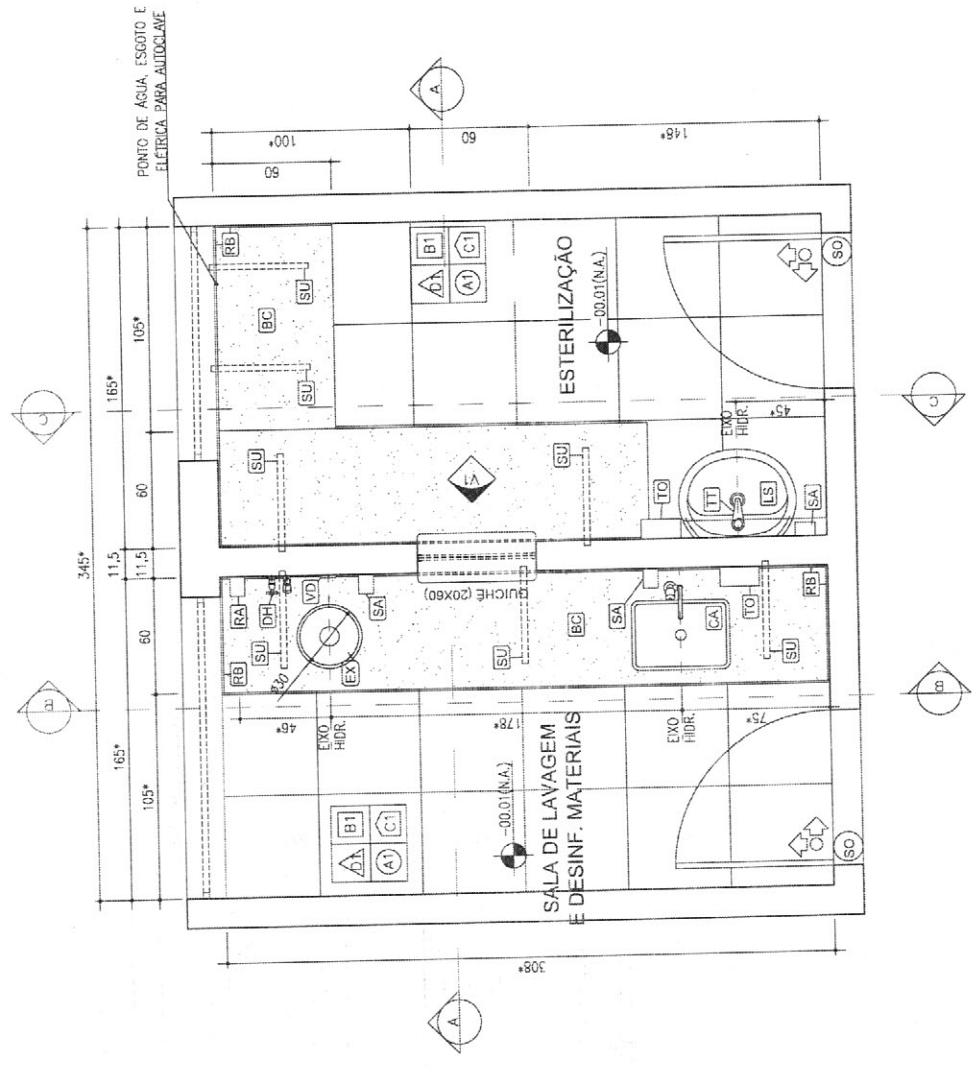 PONTO DE ÁGUA, ESGOTO E
ELÉTRICA PARA AUTOCLAVE
A
C
C
B
B
A
345*
165*
11,5
165*
105*
60
11,5
60
105*
100*
60
60
148*
308*
RB
SU
BC
SU
D1
B1
A1
C1
ESTERILIZAÇÃO
-00.01(N.A.)
SO
SU
V1
SU
TO
EIXO
HIDR.
45*
TT
LS
SA
GUICHÊ (20X60)
RA
DH
VD
SA
RB
SU
Ø30
EX
SU
BC
SA
CA
TO
SU
RB
46*
EIXO
HIDR.
178*
EIXO
HIDR.
75*
D1
B1
A1
C1
-00.01(N.A.)
SALA DE LAVAGEM
E DESINF. MATERIAIS
SO